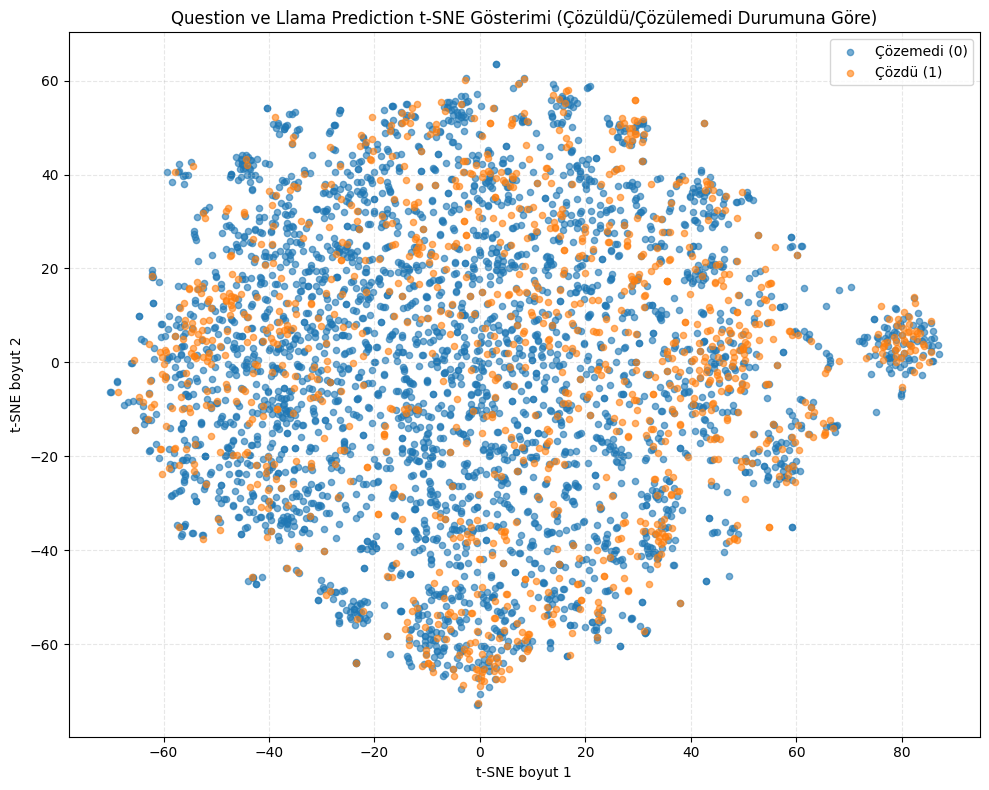 Question ve Llama Prediction t-SNE Gösterimi (Çözüldü/Çözülemedi Durumuna Göre)
Çözemedi (0)
Çözdü (1)
60
40
20
0
−20
−40
−60
t-SNE boyut 2
−60 −40 −20 0 20 40 60 80
t-SNE boyut 1